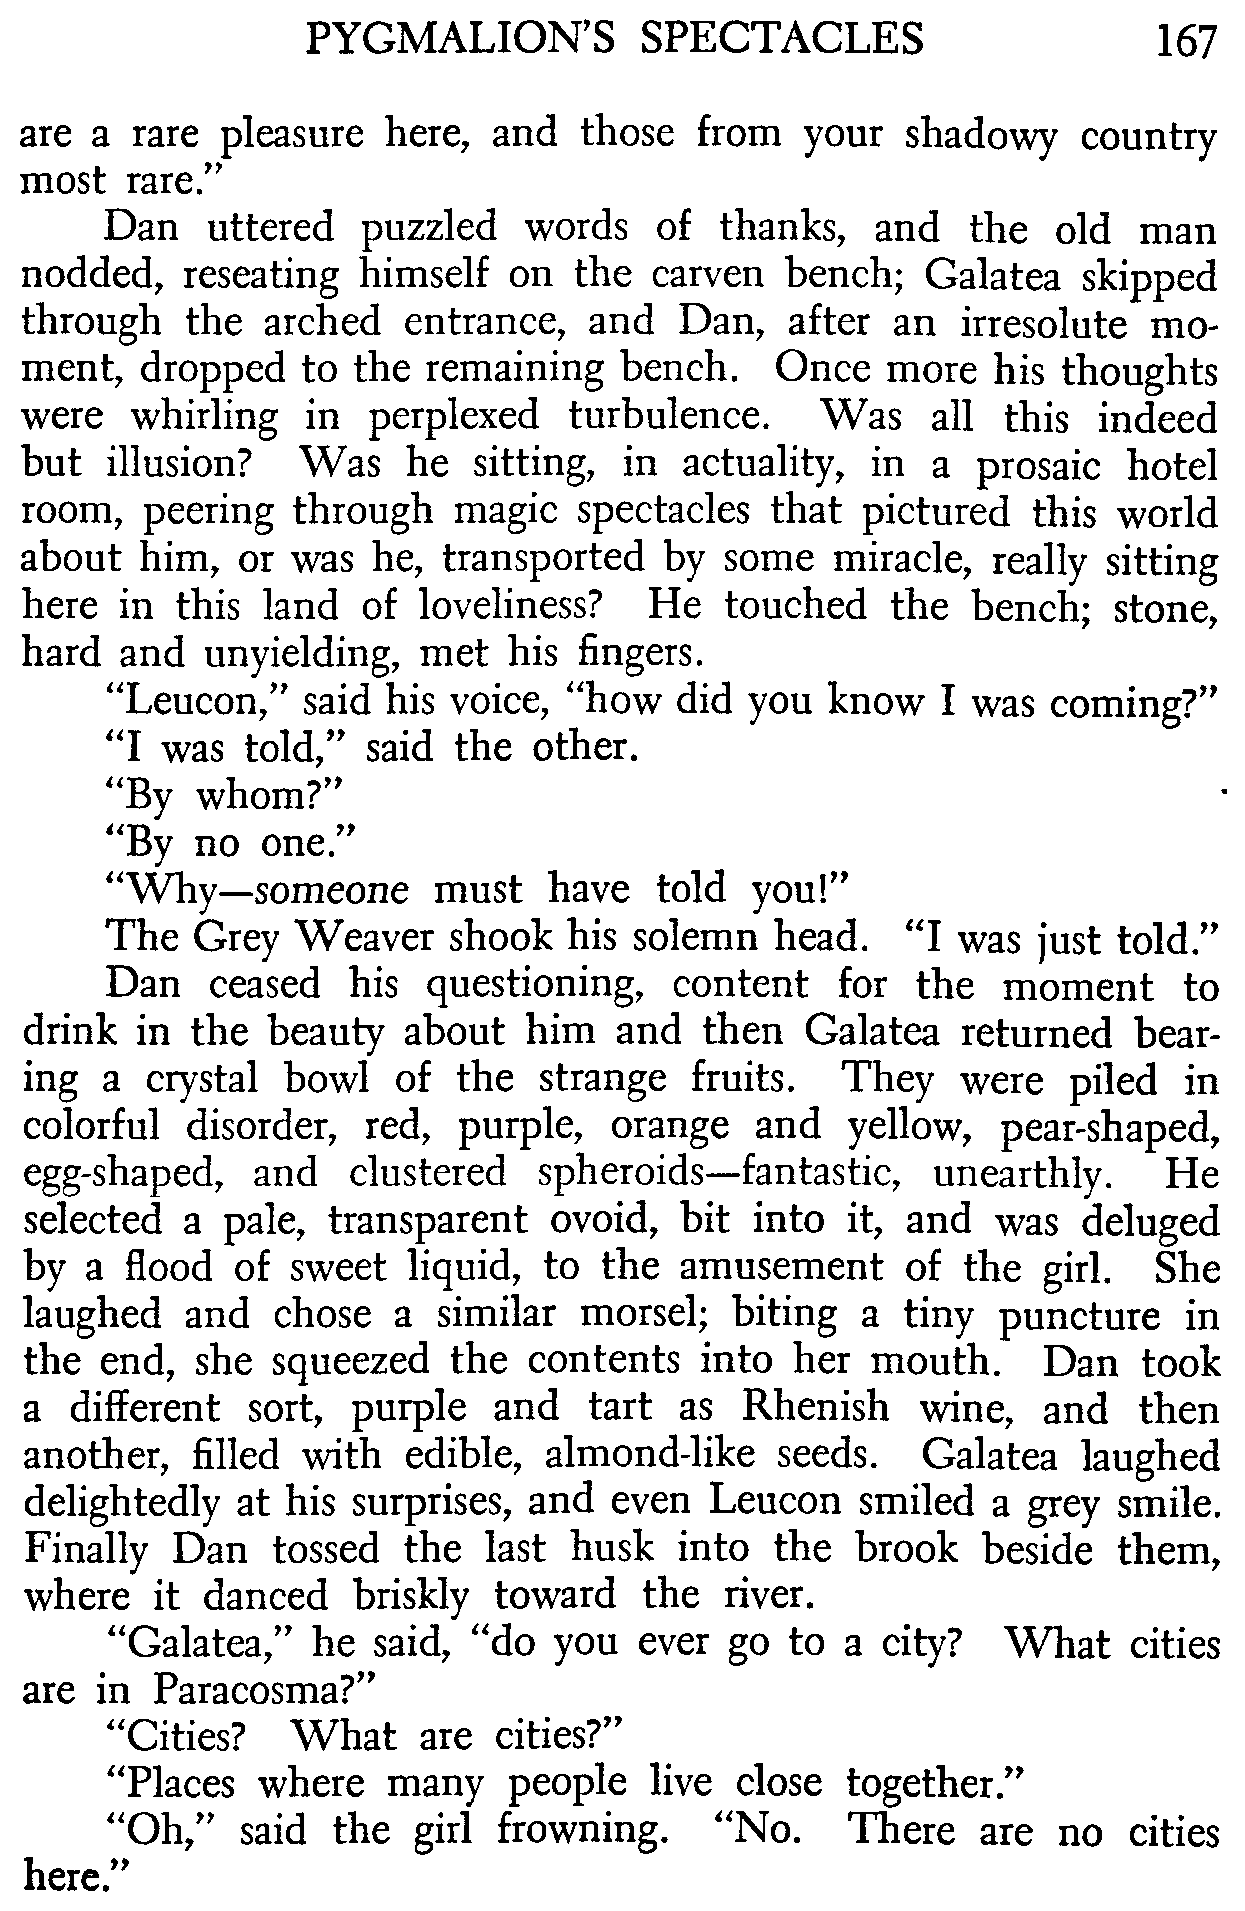 PYGMALION'S SPECTACLES 167
are a rare pleasure here, and those from your shadowy country
most rare."
Dan uttered puzzled words of thanks, and the old man
nodded, reseating himself on the carven bench; Galatea skipped
through the arched entrance, and Dan, after an irresolute mo-
ment, dropped to the remaining bench. Once more his thoughts
were whirling in perplexed turbulence. Was all this indeed
but illusion? Was he sitting, in actuality, in a prosaic hotel
room, peering through magic spectacles that pictured this world
about him, or was he, transported by some miracle, really sitting
here in this land of loveliness? He touched the bench; stone,
hard and unyielding, met his fingers.
"Leucon," said his voice, "how did you know I was coming?"
"I was told," said the other.
"By whom?"
"By no one."
"Why—someone must have told you!"
The Grey Weaver shook his solemn head. "I was just told."
Dan ceased his questioning, content for the moment to
drink in the beauty about him and then Galatea returned bear-
ing a crystal bowl of the strange fruits. They were piled in
colorful disorder, red, purple, orange and yellow, pear-shaped,
egg-shaped, and clustered spheroids—fantastic, unearthly. He
selected a pale, transparent ovoid, bit into it, and was deluged
by a flood of sweet liquid, to the amusement of the girl. She
laughed and chose a similar morsel; biting a tiny puncture in
the end, she squeezed the contents into her mouth. Dan took
a different sort, purple and tart as Rhenish wine, and then
another, filled with edible, almond-like seeds. Galatea laughed
delightedly at his surprises, and even Leucon smiled a grey smile.
Finally Dan tossed the last husk into the brook beside them,
where it danced briskly toward the river.
"Galatea," he said, "do you ever go to a city? What cities
are in Paracosma?"
"Cities? What are cities?"
"Places where many people live close together."
"Oh," said the girl frowning. "No. There are no cities
here."